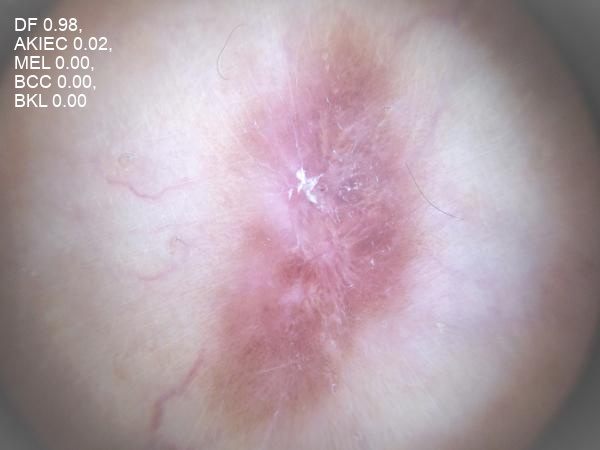 DF 0.98,
AKIEC 0.02,
MEL 0.00,
BCC 0.00,
BKL 0.00